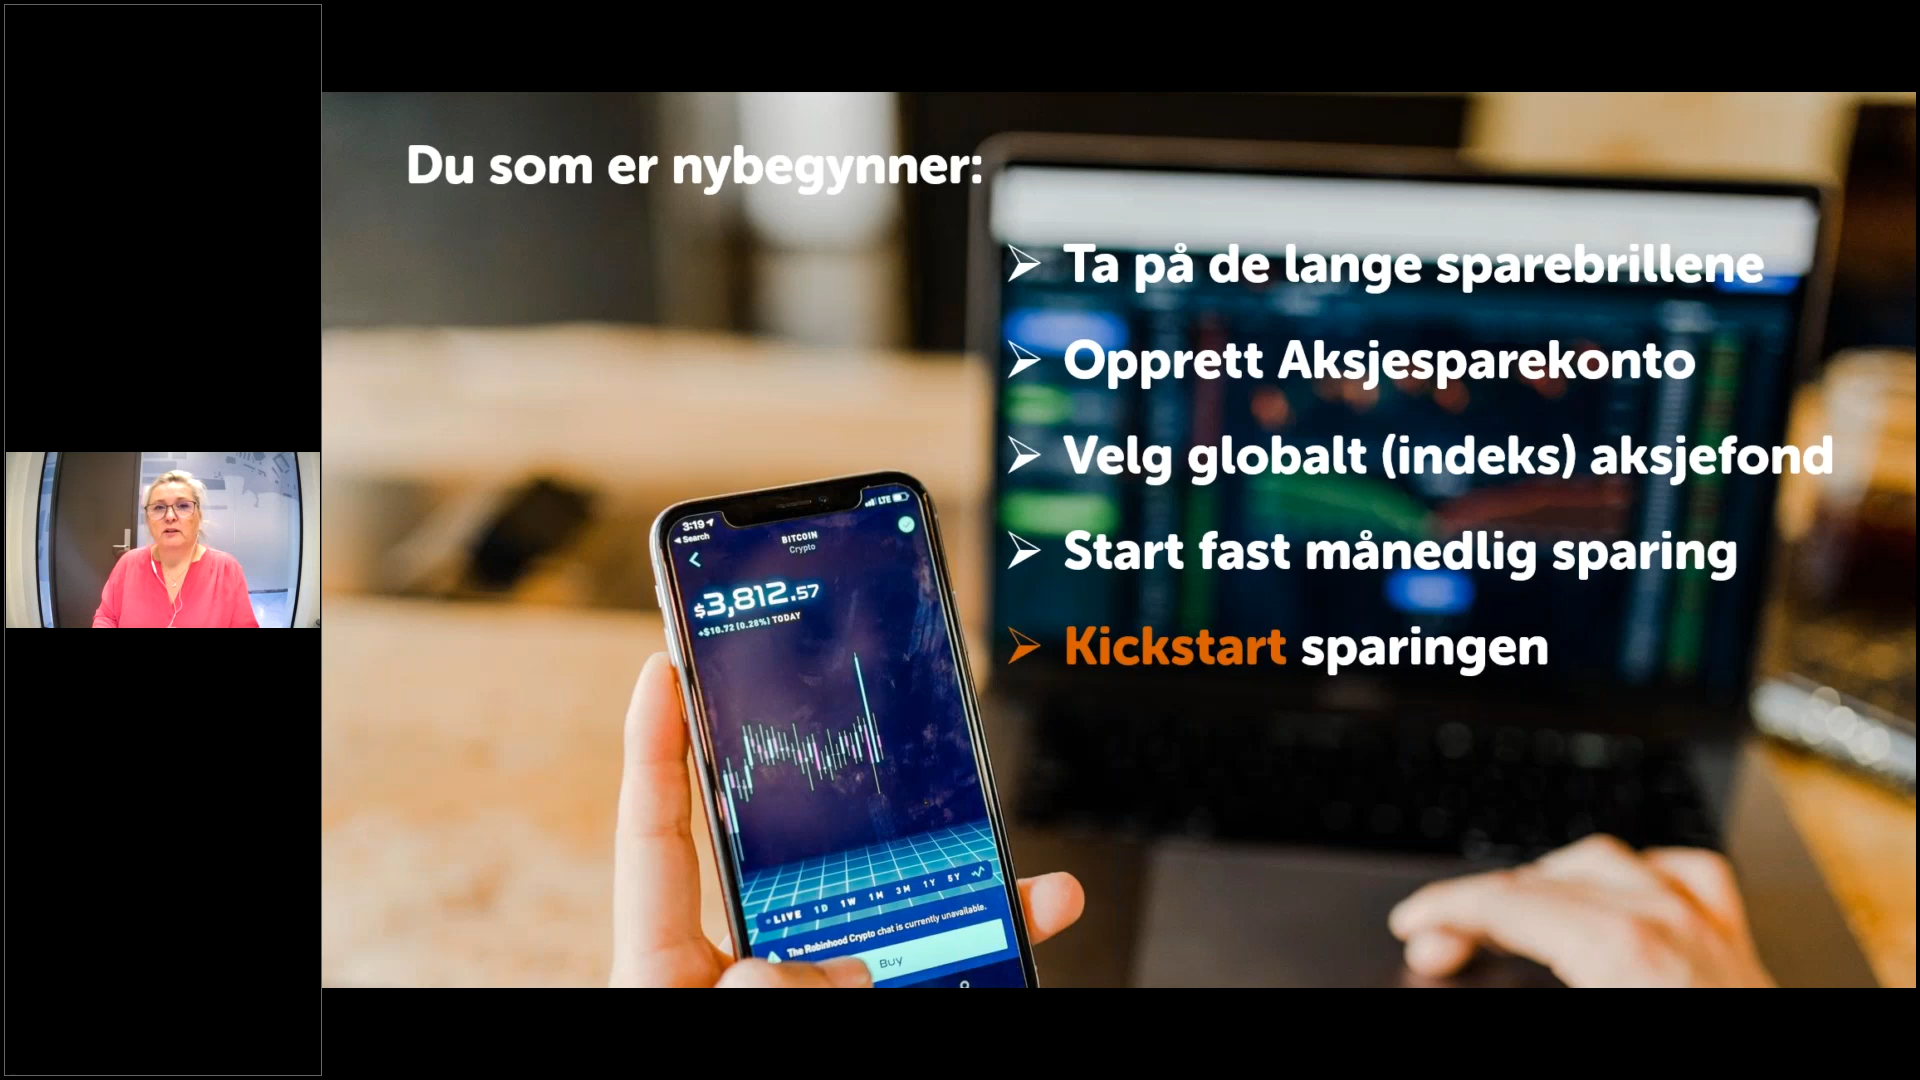 Du som er nybegynner:
➢ Ta på de lange sparebrillene
➢ Opprett Aksjesparekonto
➢ Velg globalt (indeks) aksjefond
➢ Start fast månedlig sparing
➢ Kickstart sparingen
3:19
LTE
Search
BITCOIN
Crypto
$3,812.57
+$10.72 (0.28%) TODAY
LIVE 1D 1W 1M 3M 1Y 5Y
The Robinhood Crypto chat is currently unavailable.
Buy